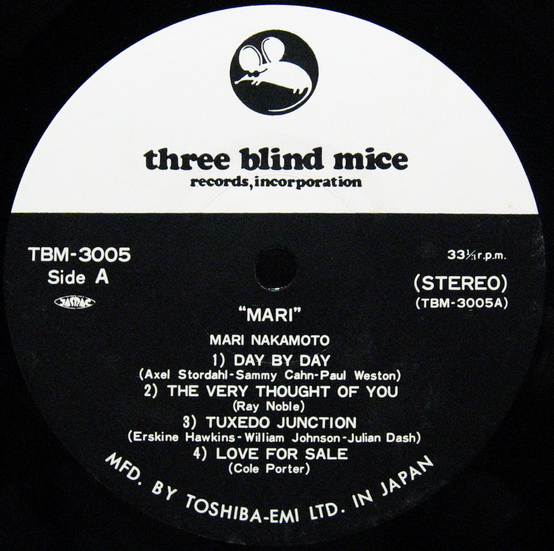 three blind mice
records, incorporation
TBM-3005
Side A
JASRAC
33⅓r.p.m.
(STEREO)
(TBM-3005A)
"MARI"
MARI NAKAMOTO
1) DAY BY DAY
(Axel Stordahl-Sammy Cahn-Paul Weston)
2) THE VERY THOUGHT OF YOU
(Ray Noble)
3) TUXEDO JUNCTION
(Erskine Hawkins-William Johnson-Julian Dash)
4) LOVE FOR SALE
(Cole Porter)
MFD. BY TOSHIBA-EMI LTD. IN JAPAN